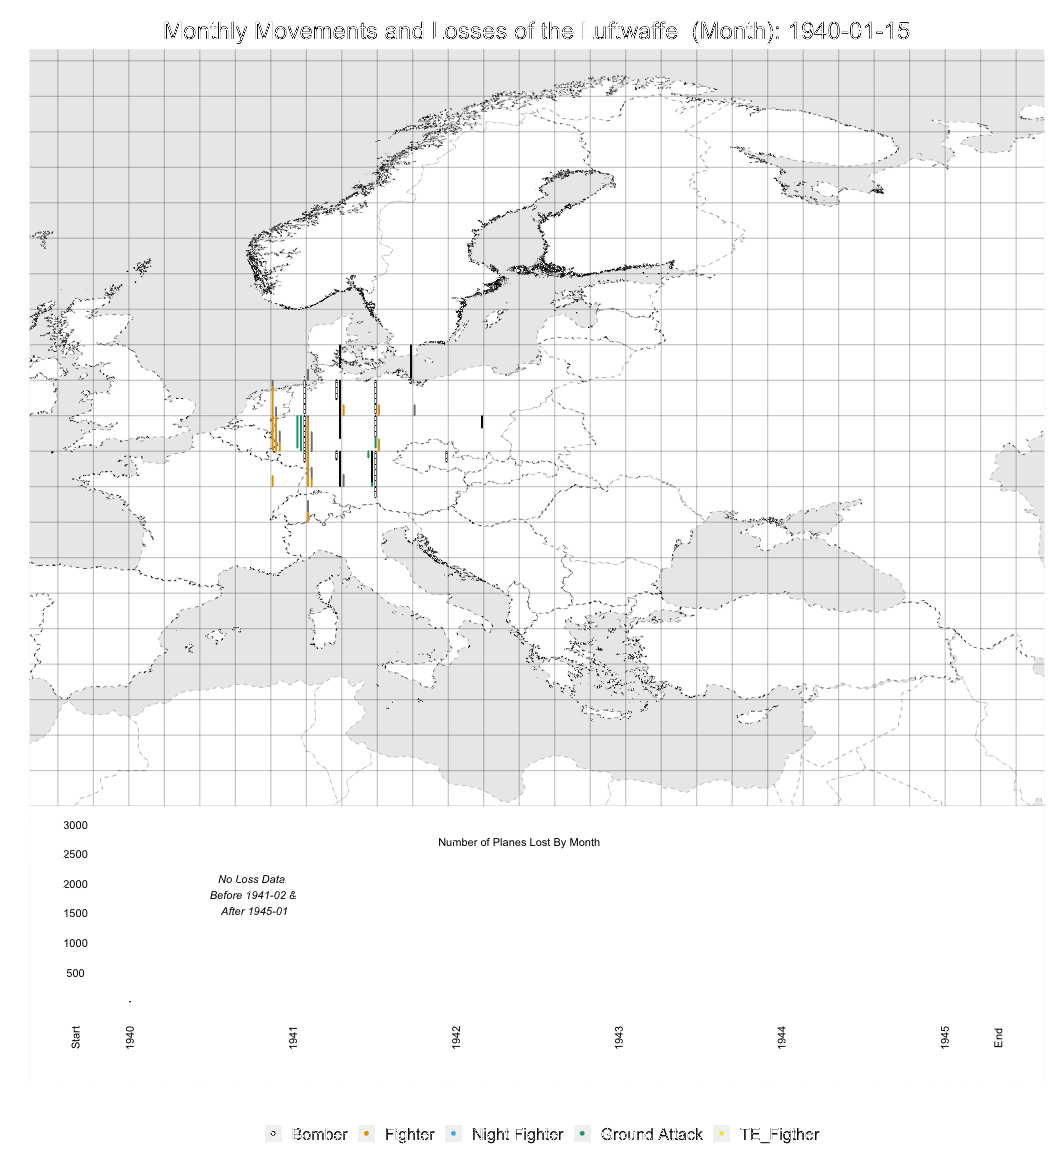 Monthly Movements and Losses of the Luftwaffe (Month): 1940-01-15
3000
Number of Planes Lost By Month
2500
2000
No Loss Data
Before 1941-02 &
After 1945-01
1500
1000
500
Start 1940 1941 1942 1943 1944 1945 End
Bomber Fighter Night Fighter Ground Attack TE_Figther